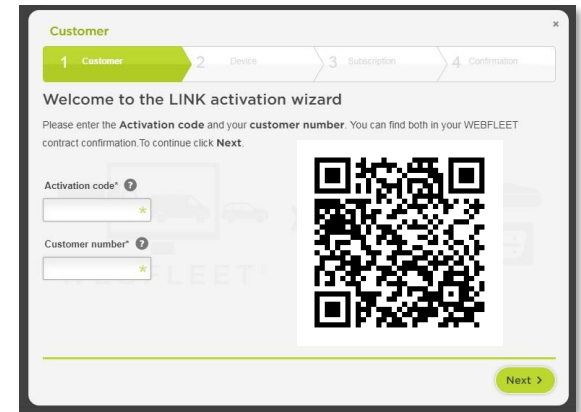 Customer
×
1 Customer
2 Device
3 Subscription
4 Confirmation
Welcome to the LINK activation wizard
Please enter the Activation code and your customer number. You can find both in your WEBFLEET
contract confirmation.To continue click Next.
Activation code* ?
*
Customer number* ?
*
WEBFLEET
Next >